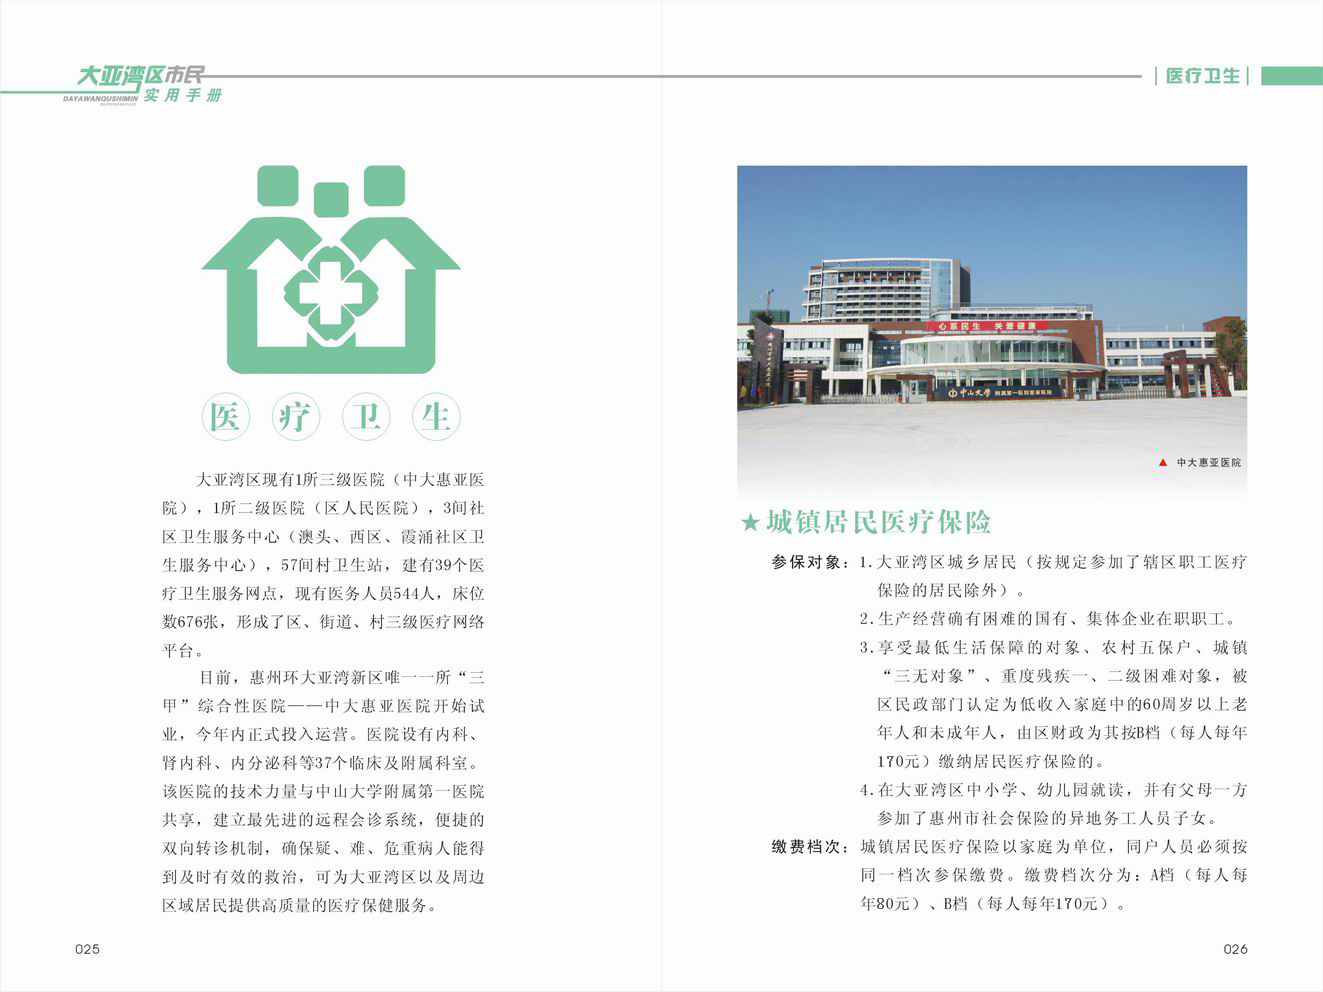 大亚湾区市民
DAYAWANQUSHIMIN 实用手册
医疗卫生
医疗卫生
大亚湾区现有1所三级医院（中大惠亚医
院），1所二级医院（区人民医院），3间社
区卫生服务中心（澳头、西区、霞涌社区卫
生服务中心），57间村卫生站，建有39个医
疗卫生服务网点，现有医务人员544人，床位
数676张，形成了区、街道、村三级医疗网络
平台。
目前，惠州环大亚湾新区唯一一所“三
甲”综合性医院——中大惠亚医院开始试
业，今年内正式投入运营。医院设有内科、
肾内科、内分泌科等37个临床及附属科室。
该医院的技术力量与中山大学附属第一医院
共享，建立最先进的远程会诊系统，便捷的
双向转诊机制，确保疑、难、危重病人能得
到及时有效的救治，可为大亚湾区以及周边
区域居民提供高质量的医疗保健服务。
025
心系民生 关爱健康
中山大学 附属第一医院惠亚医院
▲ 中大惠亚医院
★城镇居民医疗保险
参保对象：1.大亚湾区城乡居民（按规定参加了辖区职工医疗
保险的居民除外）。
2.生产经营确有困难的国有、集体企业在职职工。
3.享受最低生活保障的对象、农村五保户、城镇
“三无对象”、重度残疾一、二级困难对象，被
区民政部门认定为低收入家庭中的60周岁以上老
年人和未成年人，由区财政为其按B档（每人每年
170元）缴纳居民医疗保险的。
4.在大亚湾区中小学、幼儿园就读，并有父母一方
参加了惠州市社会保险的异地务工人员子女。
缴费档次：城镇居民医疗保险以家庭为单位，同户人员必须按
同一档次参保缴费。缴费档次分为：A档（每人每
年80元）、B档（每人每年170元）。
026